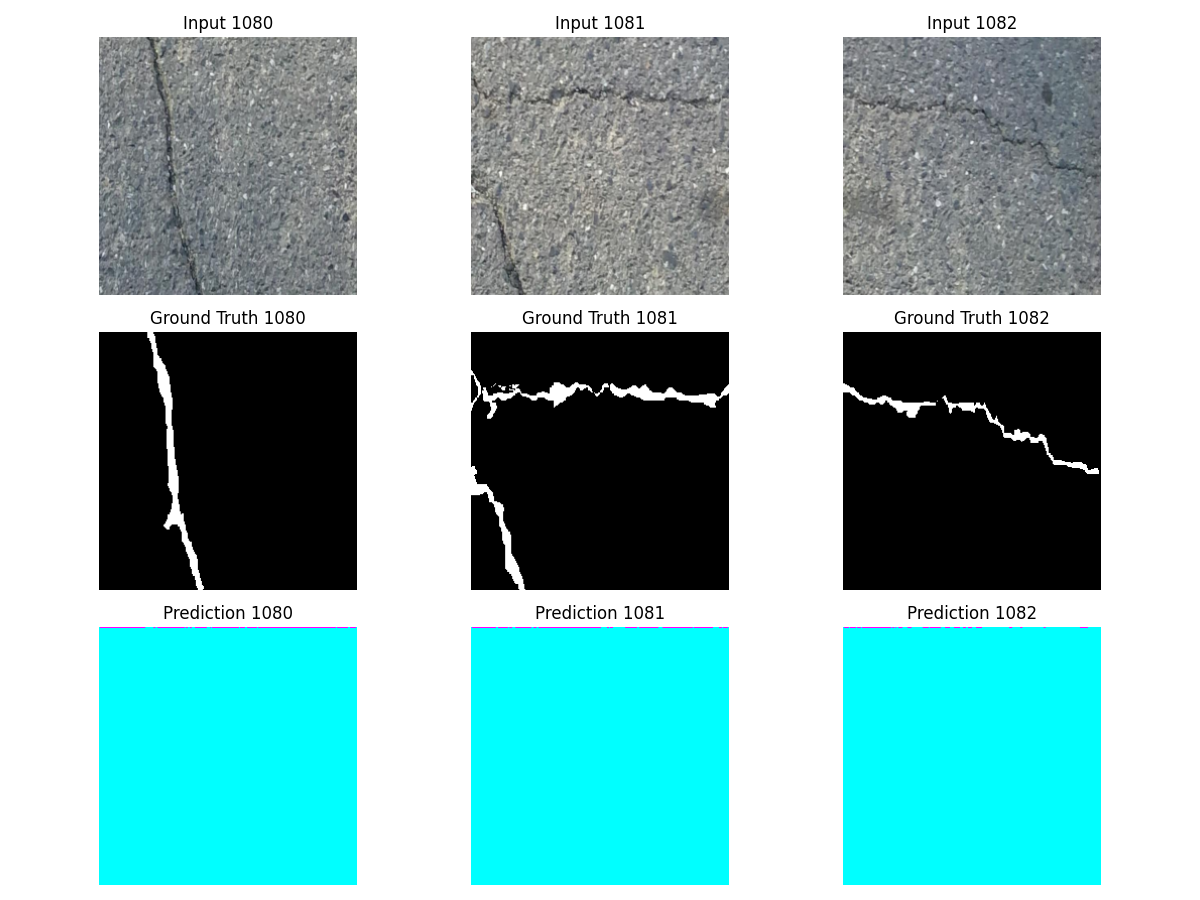 Input 1080
Input 1081
Input 1082
Ground Truth 1080
Ground Truth 1081
Ground Truth 1082
Prediction 1080
Prediction 1081
Prediction 1082